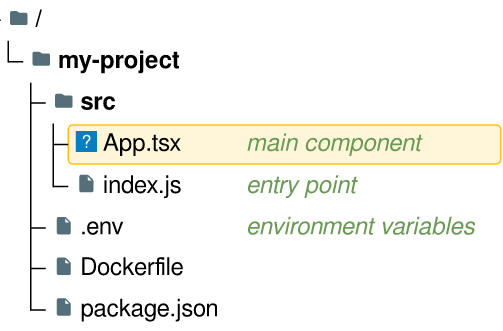 /
my-project
src
? App.tsx main component
index.js entry point
.env environment variables
Dockerfile
package.json